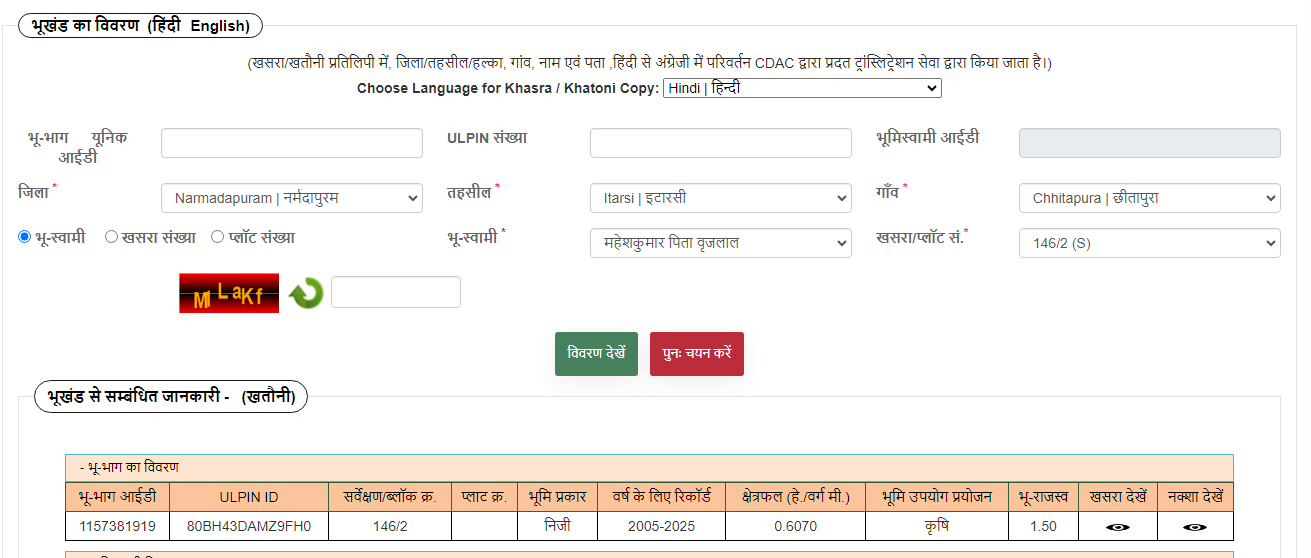 भूखंड का विवरण (हिंदी English)
(खसरा/खतौनी प्रतिलिपी में, जिला/तहसील/हल्का, गांव, नाम एवं पता ,हिंदी से अंग्रेजी में परिवर्तन CDAC द्वारा प्रदत ट्रांस्लिट्रेशन सेवा द्वारा किया जाता है।)
Choose Language for Khasra / Khatoni Copy: Hindi | हिन्दी
भू-भाग यूनिक आईडी ULPIN संख्या भूमिस्वामी आईडी
जिला * Narmadapuram | नर्मदापुरम तहसील * Itarsi | इटारसी गाँव * Chhitapura | छीतापुरा
भू-स्वामी खसरा संख्या प्लॉट संख्या भू-स्वामी * महेशकुमार पिता वृजलाल खसरा/प्लॉट सं.* 146/2 (S)
विवरण देखें पुनः चयन करें
भूखंड से सम्बंधित जानकारी - (खतौनी)
- भू-भाग का विवरण
भू-भाग आईडी ULPIN ID सर्वेक्षण/ब्लॉक क्र. प्लाट क्र. भूमि प्रकार वर्ष के लिए रिकॉर्ड क्षेत्रफल (हे./वर्ग मी.) भूमि उपयोग प्रयोजन भू-राजस्व खसरा देखें नक्शा देखें
1157381919 80BH43DAMZ9FH0 146/2 निजी 2005-2025 0.6070 कृषि 1.50